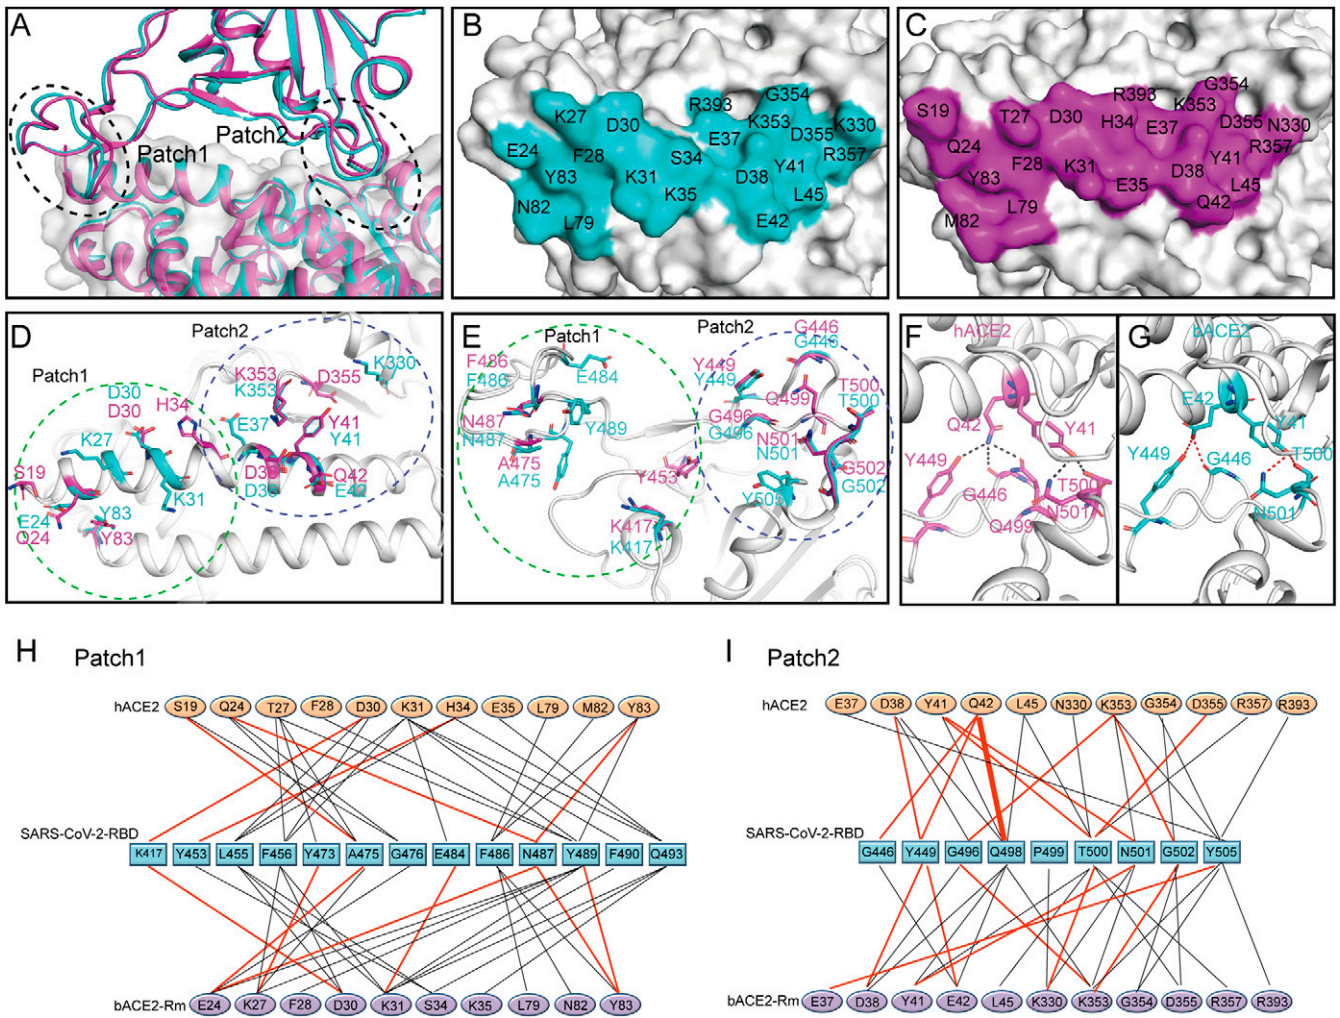 A
Patch2
Patch1
B
R393
G354
K27
D30
K353
K330
E37
D355
E24
F28
S34
R357
Y41
Y83
K31
D38
K35
L45
N82
L79
E42
C
G354
R393
K353
S19
T27
D30
H34
E37
D355
N330
Q24
R357
F28
Y41
Y83
K31
D38
E35
L45
L79
Q42
M82
D
Patch2
K330
Patch1
K353
D355
D30
K353
D30
H34
E37
Y41
K27
Y41
S19
D38
Q42
D30
E42
K31
E24
Y83
Q24
Y83
E
Patch1
Patch2
G446
G446
F486
Y449
F486
E484
Y449
T500
Q499
T500
N487
G496
Y489
G496
N501
N487
N501
A475
G502
Y453
A475
G502
Y505
K417
K417
F
hACE2
Q42
Y41
Y449
G446
T500
N501
Q499
G
bACE2
E42
Y41
Y449
G446
T500
N501
H Patch1
hACE2 S19 Q24 T27 F28 D30 K31 H34 E35 L79 M82 Y83
SARS-CoV-2-RBD
K417 Y453 L455 F456 Y473 A475 G476 E484 F486 N487 Y489 F490 Q493
bACE2-Rm E24 K27 F28 D30 K31 S34 K35 L79 N82 Y83
I Patch2
hACE2 E37 D38 Y41 Q42 L45 N330 K353 G354 D355 R357 R393
SARS-CoV-2-RBD
G446 Y449 G496 Q498 P499 T500 N501 G502 Y505
bACE2-Rm E37 D38 Y41 E42 L45 K330 K353 G354 D355 R357 R393